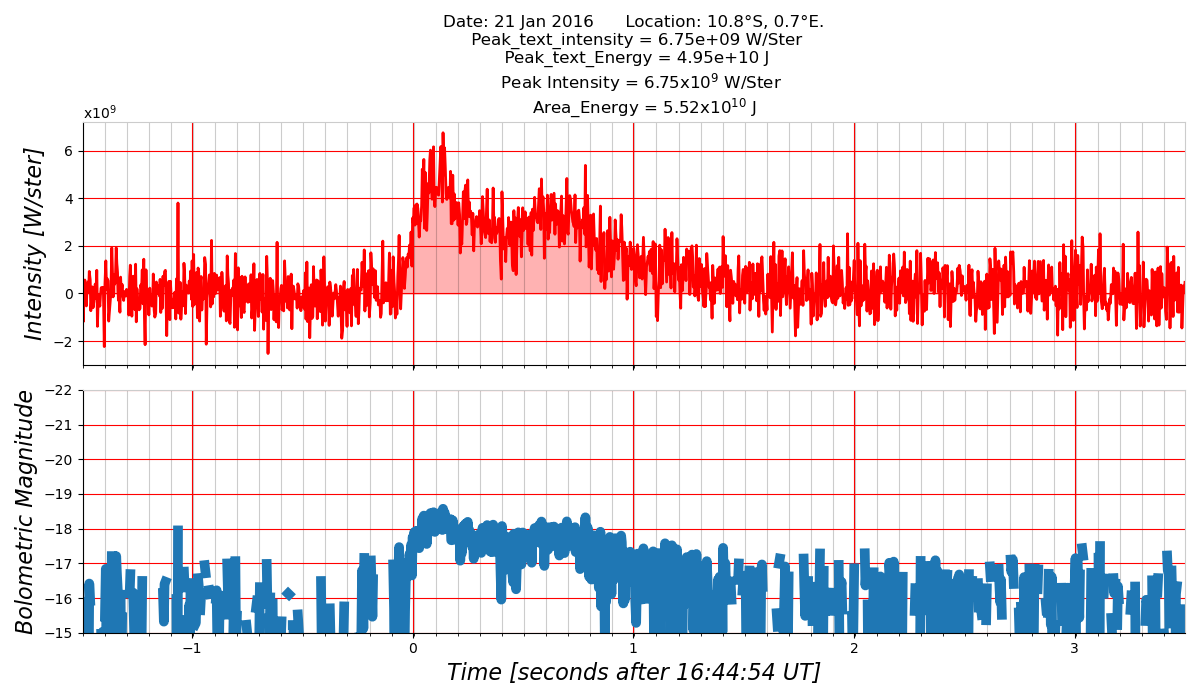 Date: 21 Jan 2016 Location: 10.8°S, 0.7°E.
Peak_text_intensity = 6.75e+09 W/Ster
Peak_text_Energy = 4.95e+10 J
Peak Intensity = 6.75x10⁹ W/Ster
Area_Energy = 5.52x10¹⁰ J
x10⁹
Intensity [W/ster]
6
4
2
0
−2
Bolometric Magnitude
−22
−21
−20
−19
−18
−17
−16
−15
−1 0 1 2 3
Time [seconds after 16:44:54 UT]